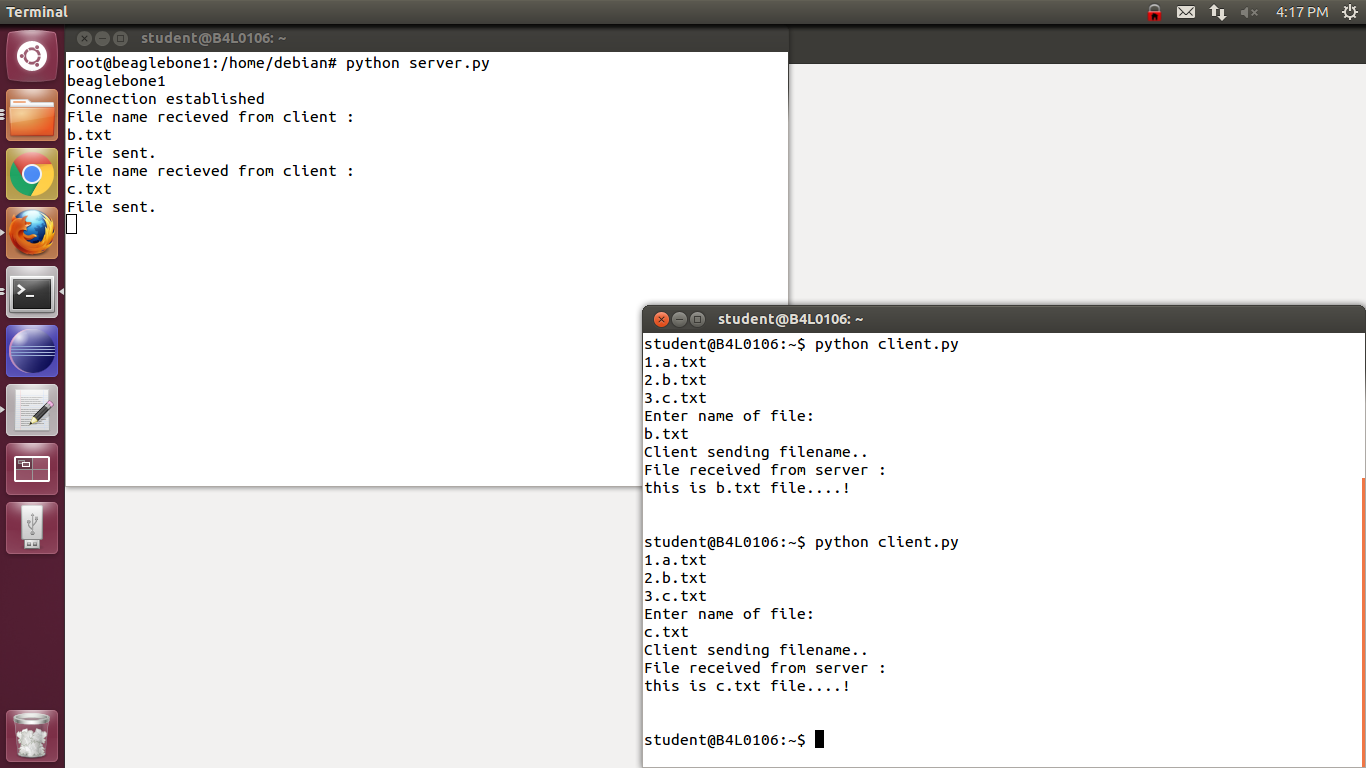 Terminal
4:17 PM
student@B4L0106: ~
root@beaglebone1:/home/debian# python server.py
beaglebone1
Connection established
File name recieved from client :
b.txt
File sent.
File name recieved from client :
c.txt
File sent.
student@B4L0106: ~
student@B4L0106:~$ python client.py
1.a.txt
2.b.txt
3.c.txt
Enter name of file:
b.txt
Client sending filename..
File received from server :
this is b.txt file....!
student@B4L0106:~$ python client.py
1.a.txt
2.b.txt
3.c.txt
Enter name of file:
c.txt
Client sending filename..
File received from server :
this is c.txt file....!
student@B4L0106:~$